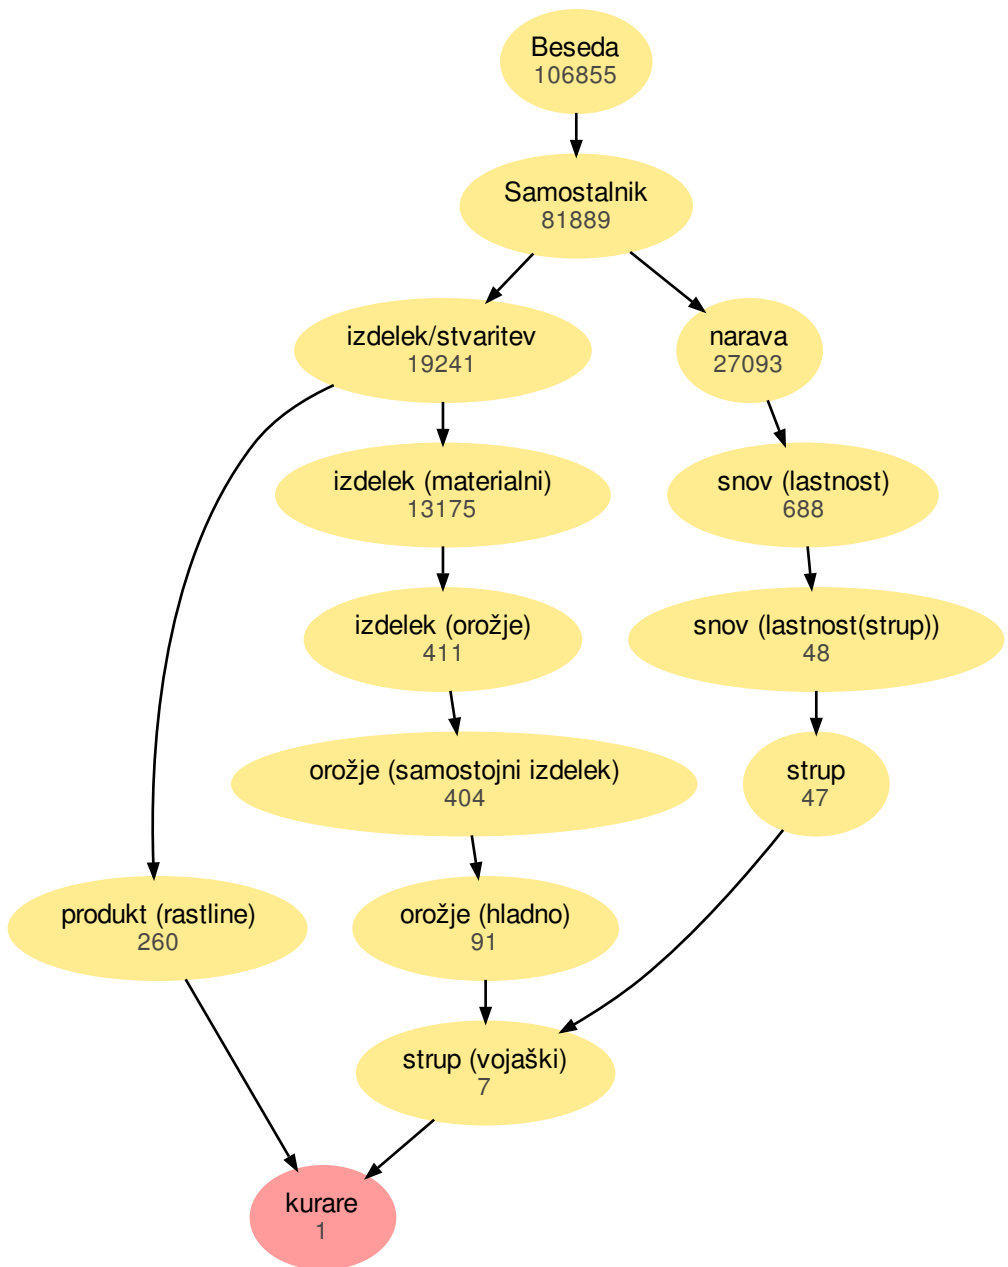 Beseda
106855
Samostalnik
81889
izdelek/stvaritev
19241
narava
27093
izdelek (materialni)
13175
snov (lastnost)
688
izdelek (orožje)
411
snov (lastnost(strup))
48
orožje (samostojni izdelek)
404
strup
47
produkt (rastline)
260
orožje (hladno)
91
strup (vojaški)
7
kurare
1